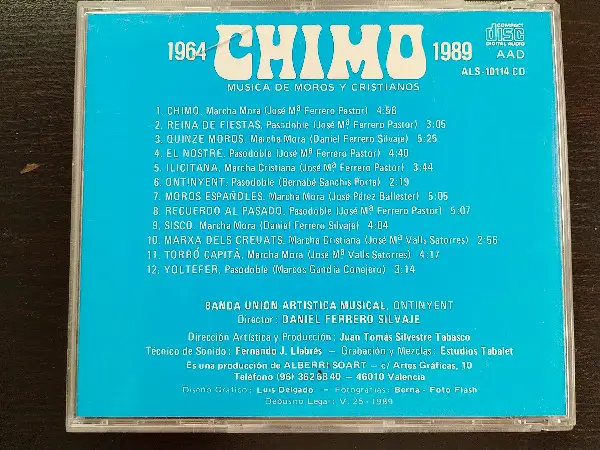 1964 CHIMO 1989
COMPACT
disc
DIGITAL AUDIO
AAD
ALS-10114 CD
MUSICA DE MOROS Y CRISTIANOS
1. CHIMO, Marcha Mora (José Mª Ferrero Pastor) 4:56
2. REINA DE FIESTAS, Pasodoble (José Mª Ferrero Pastor) 3:05
3. QUINZE MOROS, Marcha Mora (Daniel Ferrero Silvaje) 5:25
4. EL NOSTRE, Pasodoble (José Mª Ferrero Pastor) 4:40
5. ILICITANA, Marcha Cristiana (José Mª Ferrero Pastor) 3:44
6. ONTINYENT, Pasodoble (Bernabé Sanchis Porta) 2:19
7. MOROS ESPAÑOLES, Marcha Mora (José Pérez Ballester) 5:05
8. RECUERDO AL PASADO, Pasodoble (José Mª Ferrero Pastor) 5:07
9. SISCO, Marcha Mora (Daniel Ferrero Silvaje) 4:04
10. MARXA DELS CREUATS, Marcha Cristiana (José Mª Valls Satorres) 2:56
11. TORRÓ CAPITÀ, Marcha Mora (José Mª Valls Satorres) 4:17
12. YOLTEFER, Pasodoble (Marcos Gandia Conejero) 3:14
BANDA UNION ARTISTICA MUSICAL, ONTINYENT
Director: DANIEL FERRERO SILVAJE
Dirección Artística y Producción: Juan Tomás Silvestre Tabasco
Técnico de Sonido: Fernando J. Llabrés - Grabación y Mezclas: Estudios Tabalet
Es una producción de ALBERRI SOART - c/ Artes Gráficas, 10
Teléfono (96) 362 68 40 - 46010 Valencia
Diseño Gráfico: Luis Delgado - Fotografías: Berna - Foto Flash
Depósito Legal: V. 25-1989